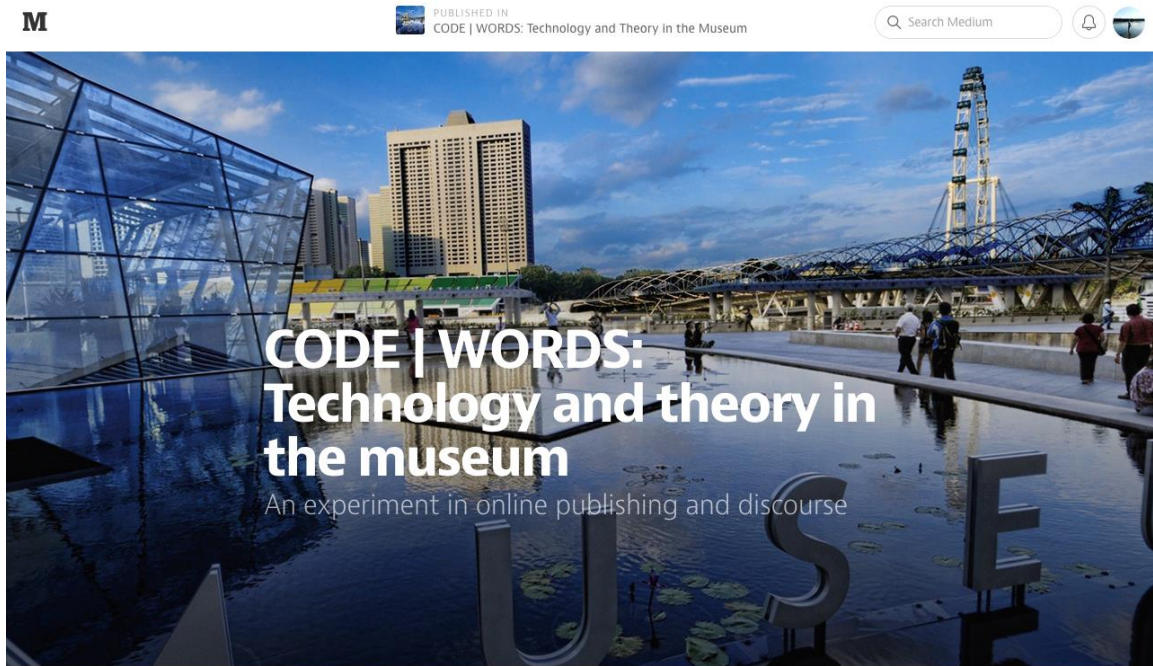 M
PUBLISHED IN
CODE | WORDS: Technology and Theory in the Museum
Search Medium
CODE | WORDS:
Technology and theory in
the museum
An experiment in online publishing and discourse
USE